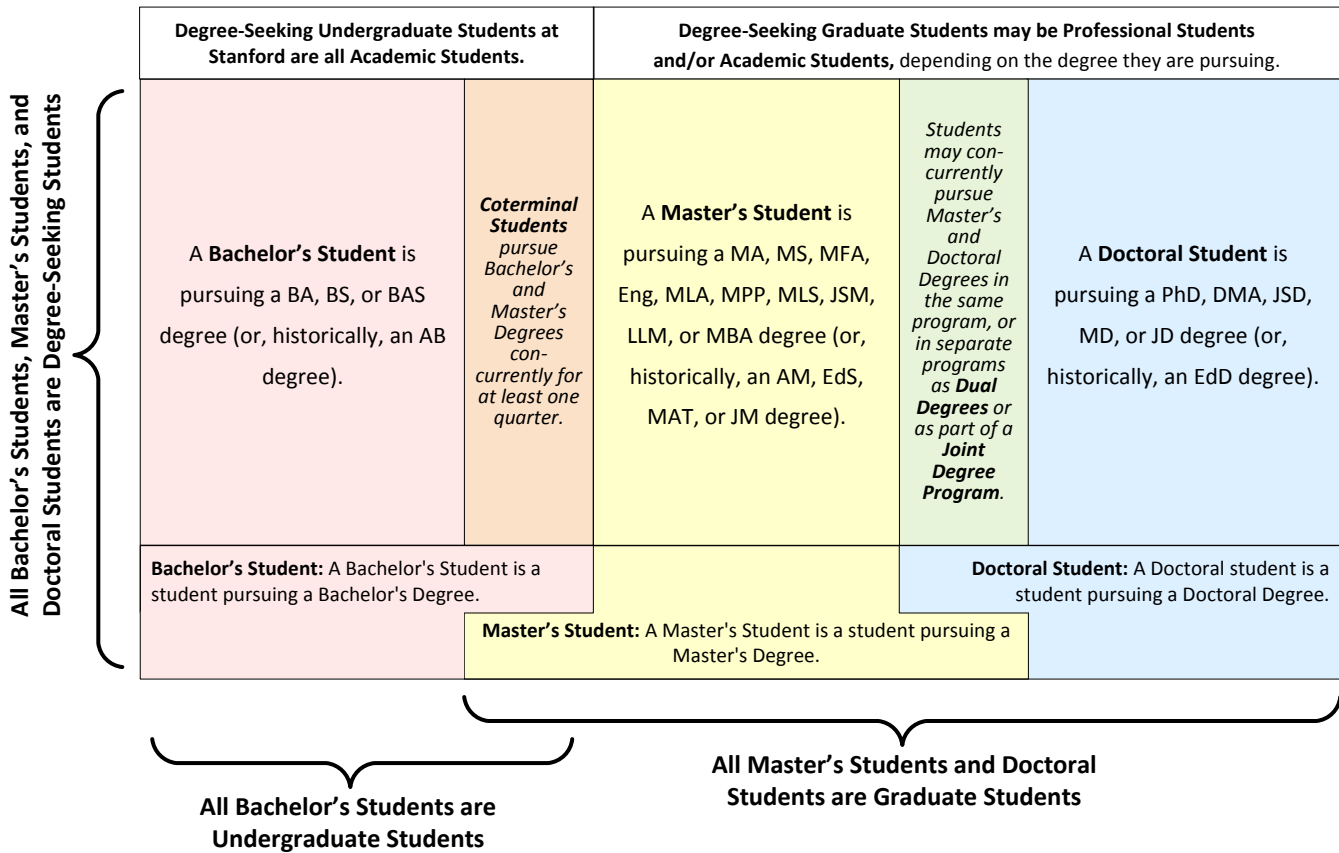 Degree-Seeking Undergraduate Students at
Stanford are all Academic Students.
Degree-Seeking Graduate Students may be Professional Students
and/or Academic Students, depending on the degree they are pursuing.
All Bachelor’s Students, Master’s Students, and
Doctoral Students are Degree-Seeking Students
A Bachelor’s Student is
pursuing a BA, BS, or BAS
degree (or, historically, an AB
degree).
Coterminal
Students
pursue
Bachelor’s
and
Master’s
Degrees
con-
currently for
at least one
quarter.
A Master’s Student is
pursuing a MA, MS, MFA,
Eng, MLA, MPP, MLS, JSM,
LLM, or MBA degree (or,
historically, an AM, EdS,
MAT, or JM degree).
Students
may con-
currently
pursue
Master’s
and
Doctoral
Degrees in
the same
program, or
in separate
programs
as Dual
Degrees or
as part of a
Joint
Degree
Program.
A Doctoral Student is
pursuing a PhD, DMA, JSD,
MD, or JD degree (or,
historically, an EdD degree).
Bachelor’s Student: A Bachelor's Student is a
student pursuing a Bachelor's Degree.
Doctoral Student: A Doctoral student is a
student pursuing a Doctoral Degree.
Master’s Student: A Master's Student is a student pursuing a
Master's Degree.
All Bachelor’s Students are
Undergraduate Students
All Master’s Students and Doctoral
Students are Graduate Students